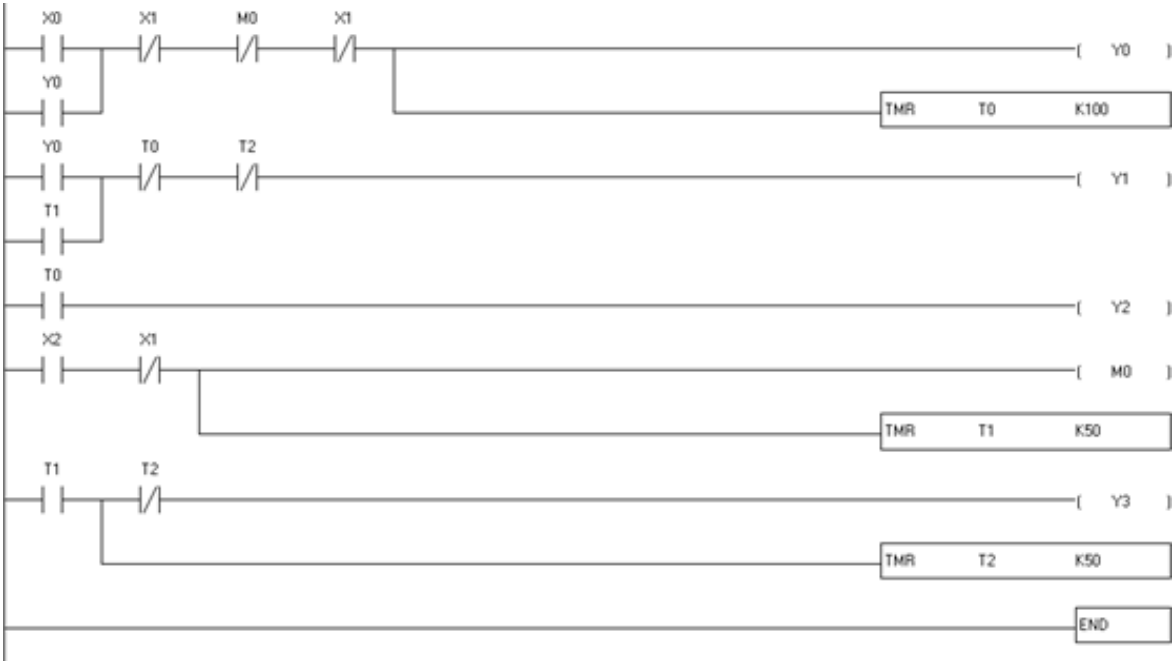 X0 X1 M0 X1
( Y0 )
Y0
TMR T0 K100
Y0 T0 T2
( Y1 )
T1
T0
( Y2 )
X2 X1
( M0 )
TMR T1 K50
T1 T2
( Y3 )
TMR T2 K50
END